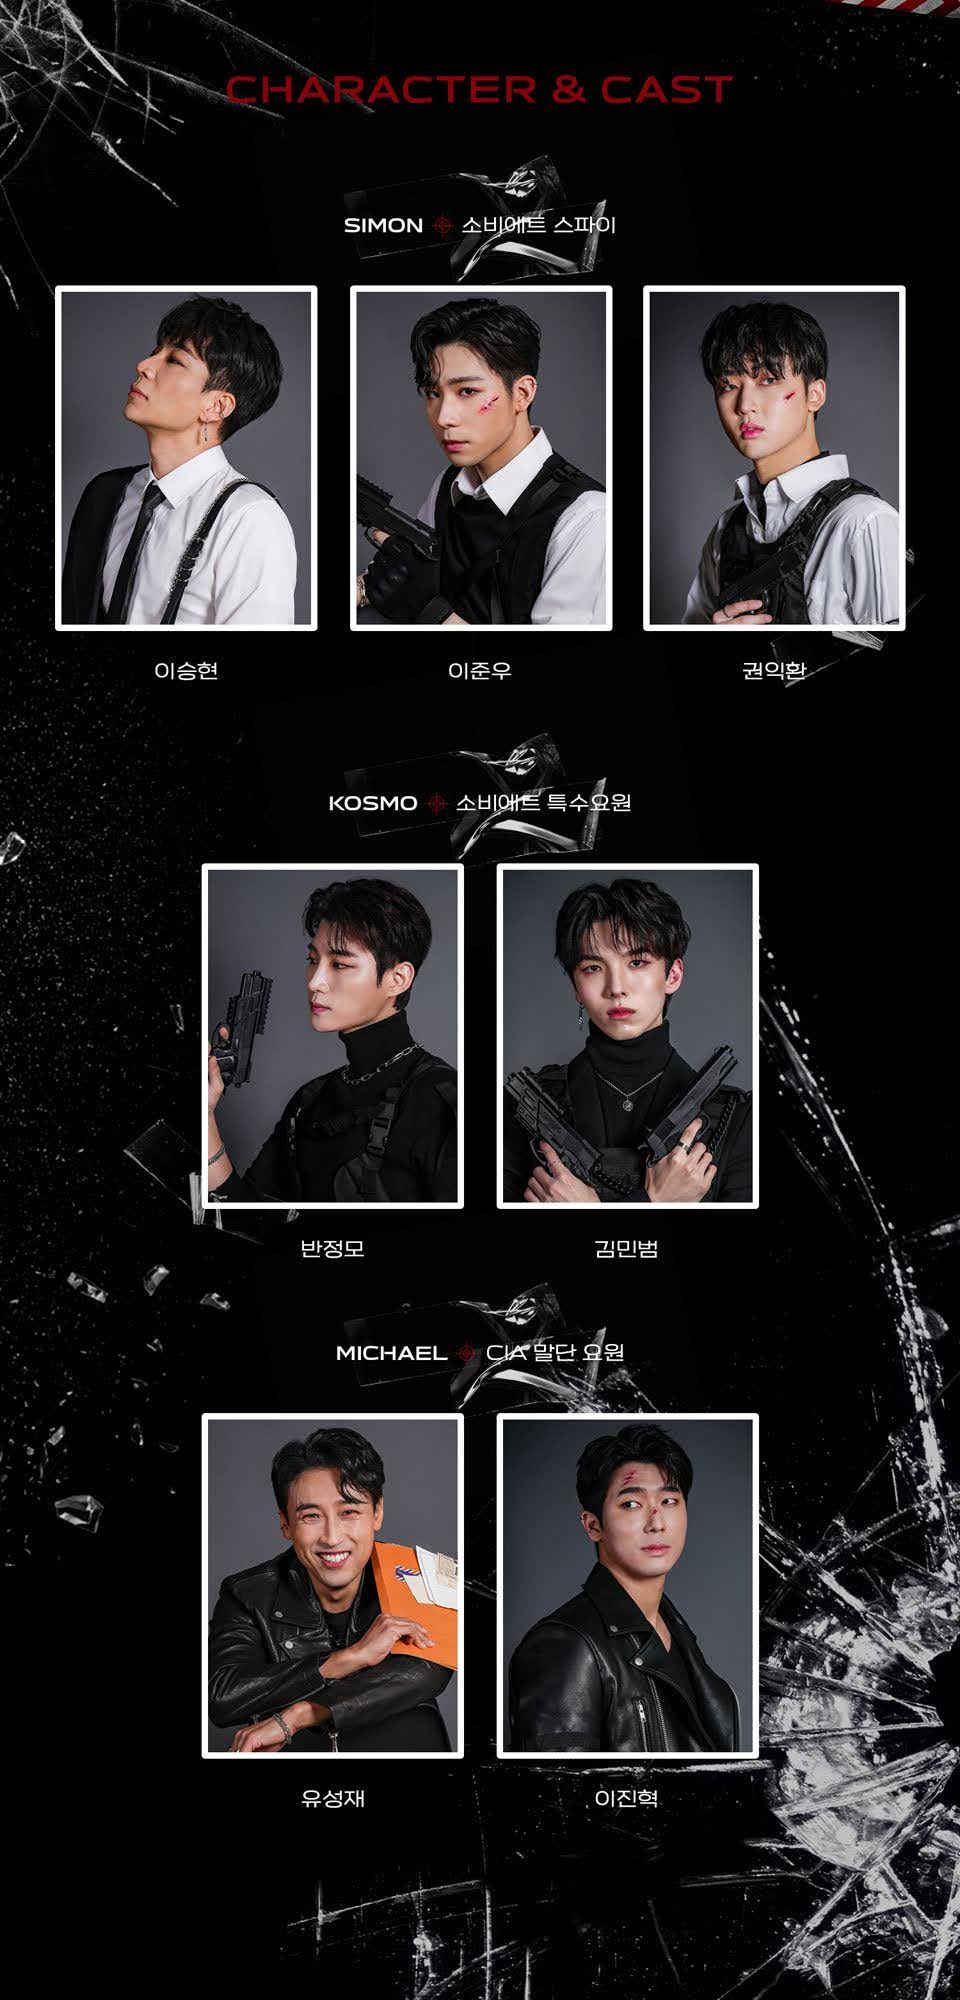 CHARACTER & CAST
SIMON 소비에트 스파이
이승현 이준우 권익환
KOSMO 소비에트 특수요원
반정모 김민범
MICHAEL CIA 말단 요원
유성재 이진혁